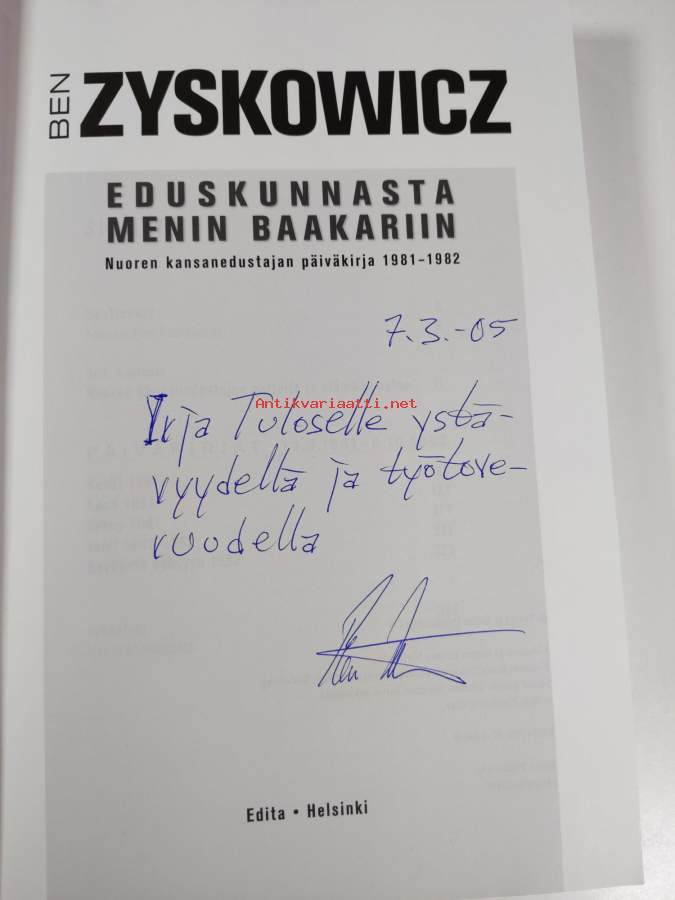 BEN ZYSKOWICZ
EDUSKUNNASTA
MENIN BAAKARIIN
Nuoren kansanedustajan päiväkirja 1981–1982
7.3.-05
Antikvariaatti.net
Irja Tuloselle ystä-
vyydellä ja työtove-
ruudella
Edita • Helsinki